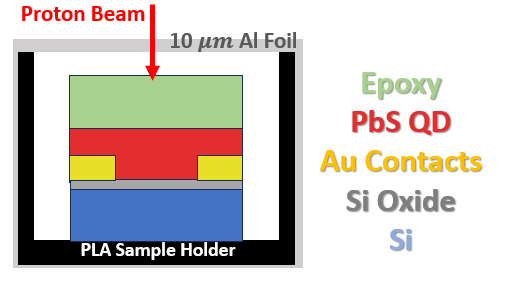 Proton Beam
10 𝜇𝑚 Al Foil
Epoxy
PbS QD
Au Contacts
Si Oxide
Si
PLA Sample Holder